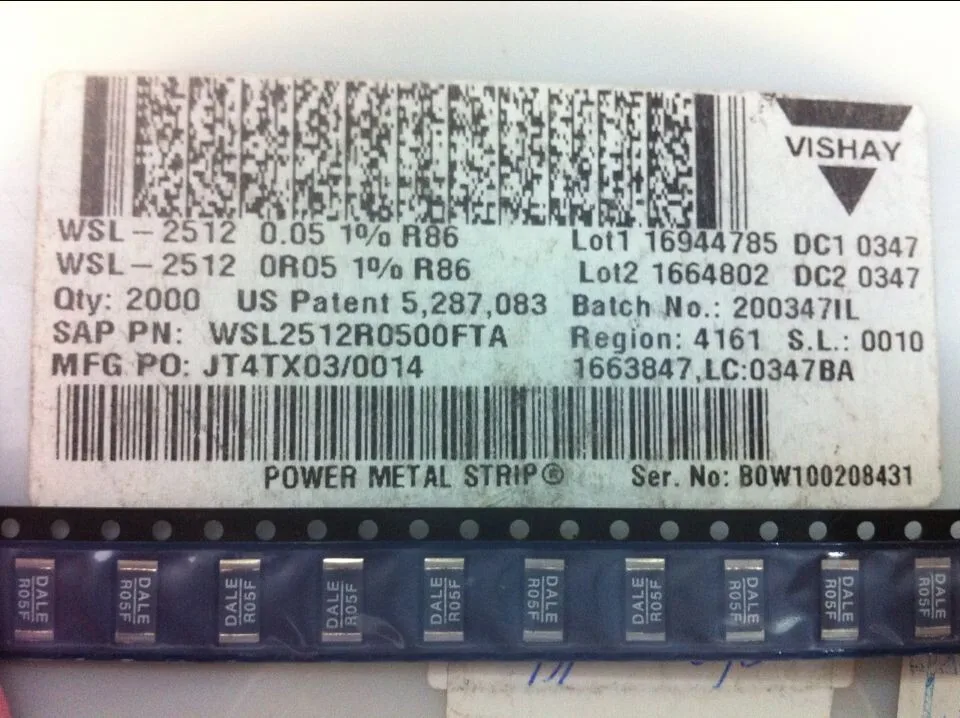 VISHAY
WSL-2512 0.05 1% R86
WSL-2512 0R05 1% R86
Qty: 2000 US Patent 5,287,083
SAP PN: WSL2512R0500FTA
MFG PO: JT4TX03/0014
Lot1 16944785 DC1 0347
Lot2 1664802 DC2 0347
Batch No.: 200347IL
Region: 4161 S.L.: 0010
1663847,LC:0347BA
POWER METAL STRIP® Ser. No: B0W100208431
DALE
R05F
DALE
R05F
DALE
R05F
DALE
R05F
DALE
R05F
DALE
R05F
DALE
R05F
DALE
R05F
DALE
R05F
DALE
R05F